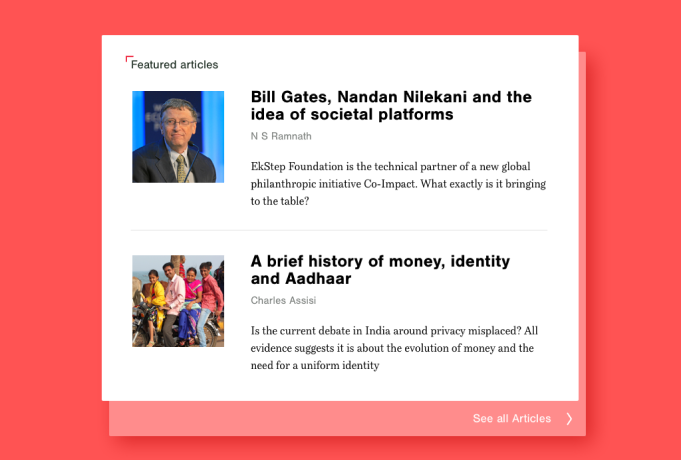 Featured articles
Bill Gates, Nandan Nilekani and the
idea of societal platforms
N S Ramnath
EkStep Foundation is the technical partner of a new global
philanthropic initiative Co-Impact. What exactly is it bringing
to the table?
A brief history of money, identity
and Aadhaar
Charles Assisi
Is the current debate in India around privacy misplaced? All
evidence suggests it is about the evolution of money and the
need for a uniform identity
See all Articles